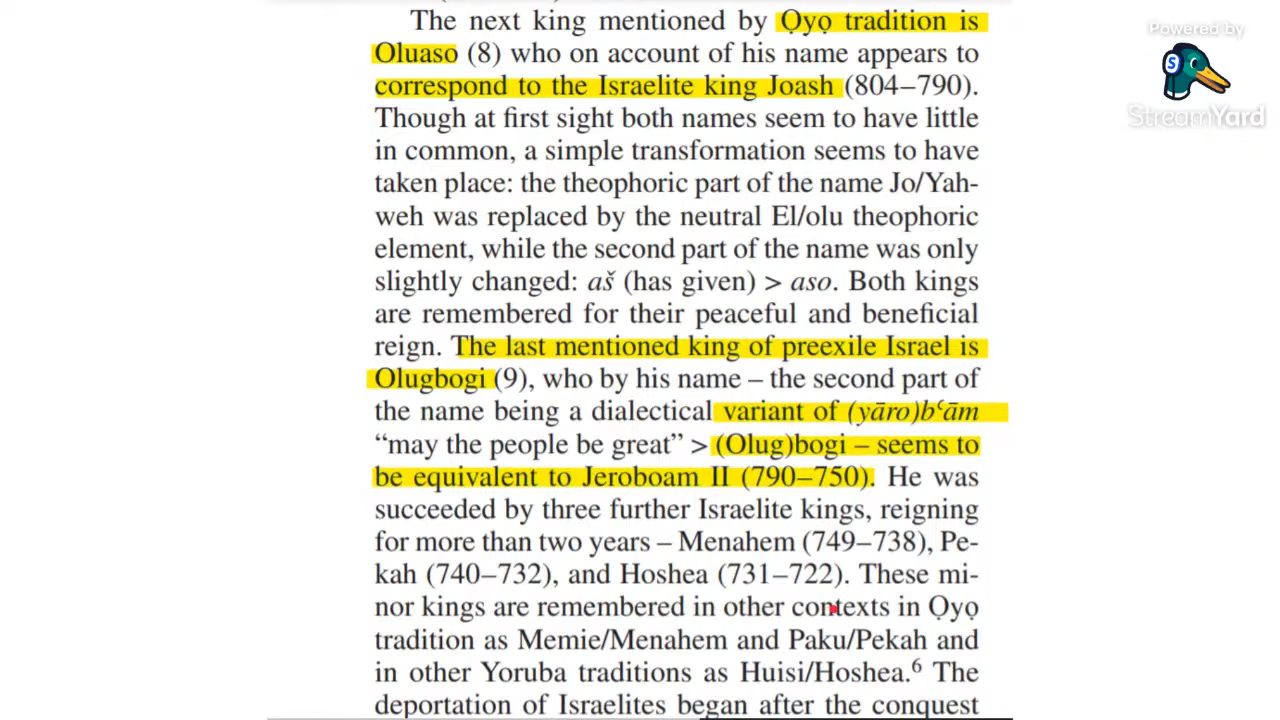 The next king mentioned by Ọyọ tradition is
Oluaso (8) who on account of his name appears to
correspond to the Israelite king Joash (804–790).
Though at first sight both names seem to have little
in common, a simple transformation seems to have
taken place: the theophoric part of the name Jo/Yah-
weh was replaced by the neutral El/olu theophoric
element, while the second part of the name was only
slightly changed: aš (has given) > aso. Both kings
are remembered for their peaceful and beneficial
reign. The last mentioned king of preexile Israel is
Olugbogi (9), who by his name – the second part of
the name being a dialectical variant of (yāro)bʿām
“may the people be great” > (Olug)bogi – seems to
be equivalent to Jeroboam II (790–750). He was
succeeded by three further Israelite kings, reigning
for more than two years – Menahem (749–738), Pe-
kah (740–732), and Hoshea (731–722). These mi-
nor kings are remembered in other contexts in Ọyọ
tradition as Memie/Menahem and Paku/Pekah and
in other Yoruba traditions as Huisi/Hoshea.⁶ The
deportation of Israelites began after the conquest
Powered by
S
StreamYard